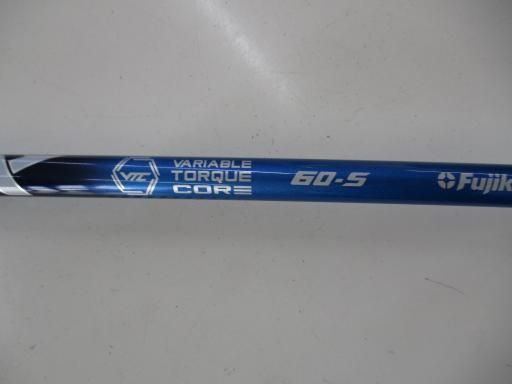 VTC
VARIABLE
TORQUE
CORE
60-S
Fujik